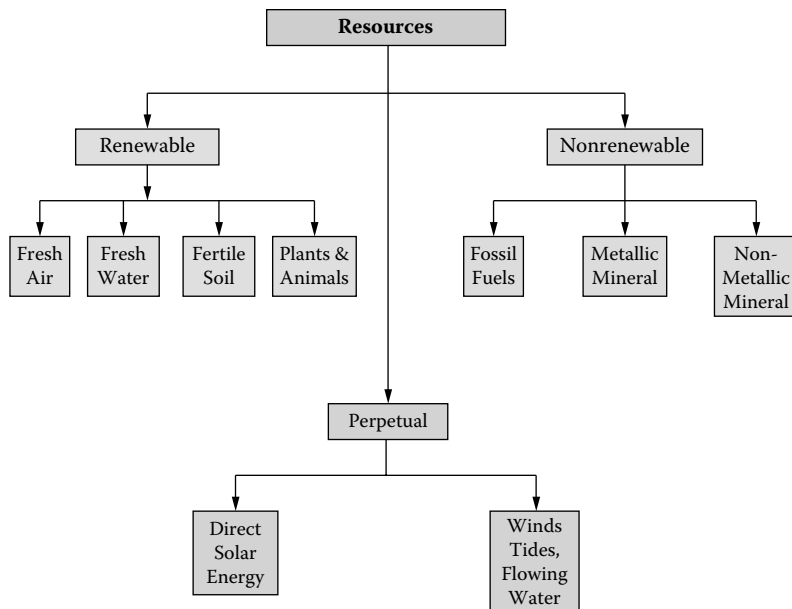 Resources
Renewable
Nonrenewable
Fresh
Air
Fresh
Water
Fertile
Soil
Plants &
Animals
Fossil
Fuels
Metallic
Mineral
Non-
Metallic
Mineral
Perpetual
Direct
Solar
Energy
Winds
Tides,
Flowing
Water